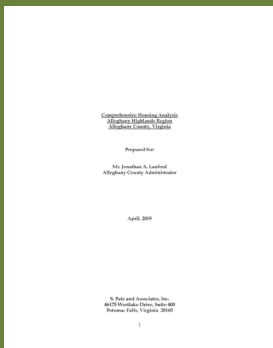 Comprehensive Housing Analysis
Alleghany Highlands Region
Alleghany County, Virginia
Prepared for:
Mr. Jonathan A. Lanford
Alleghany County Administrator
April, 2019
S. Patz and Associates, Inc.
46175 Westlake Drive, Suite 400
Potomac Falls, Virginia 20165
1